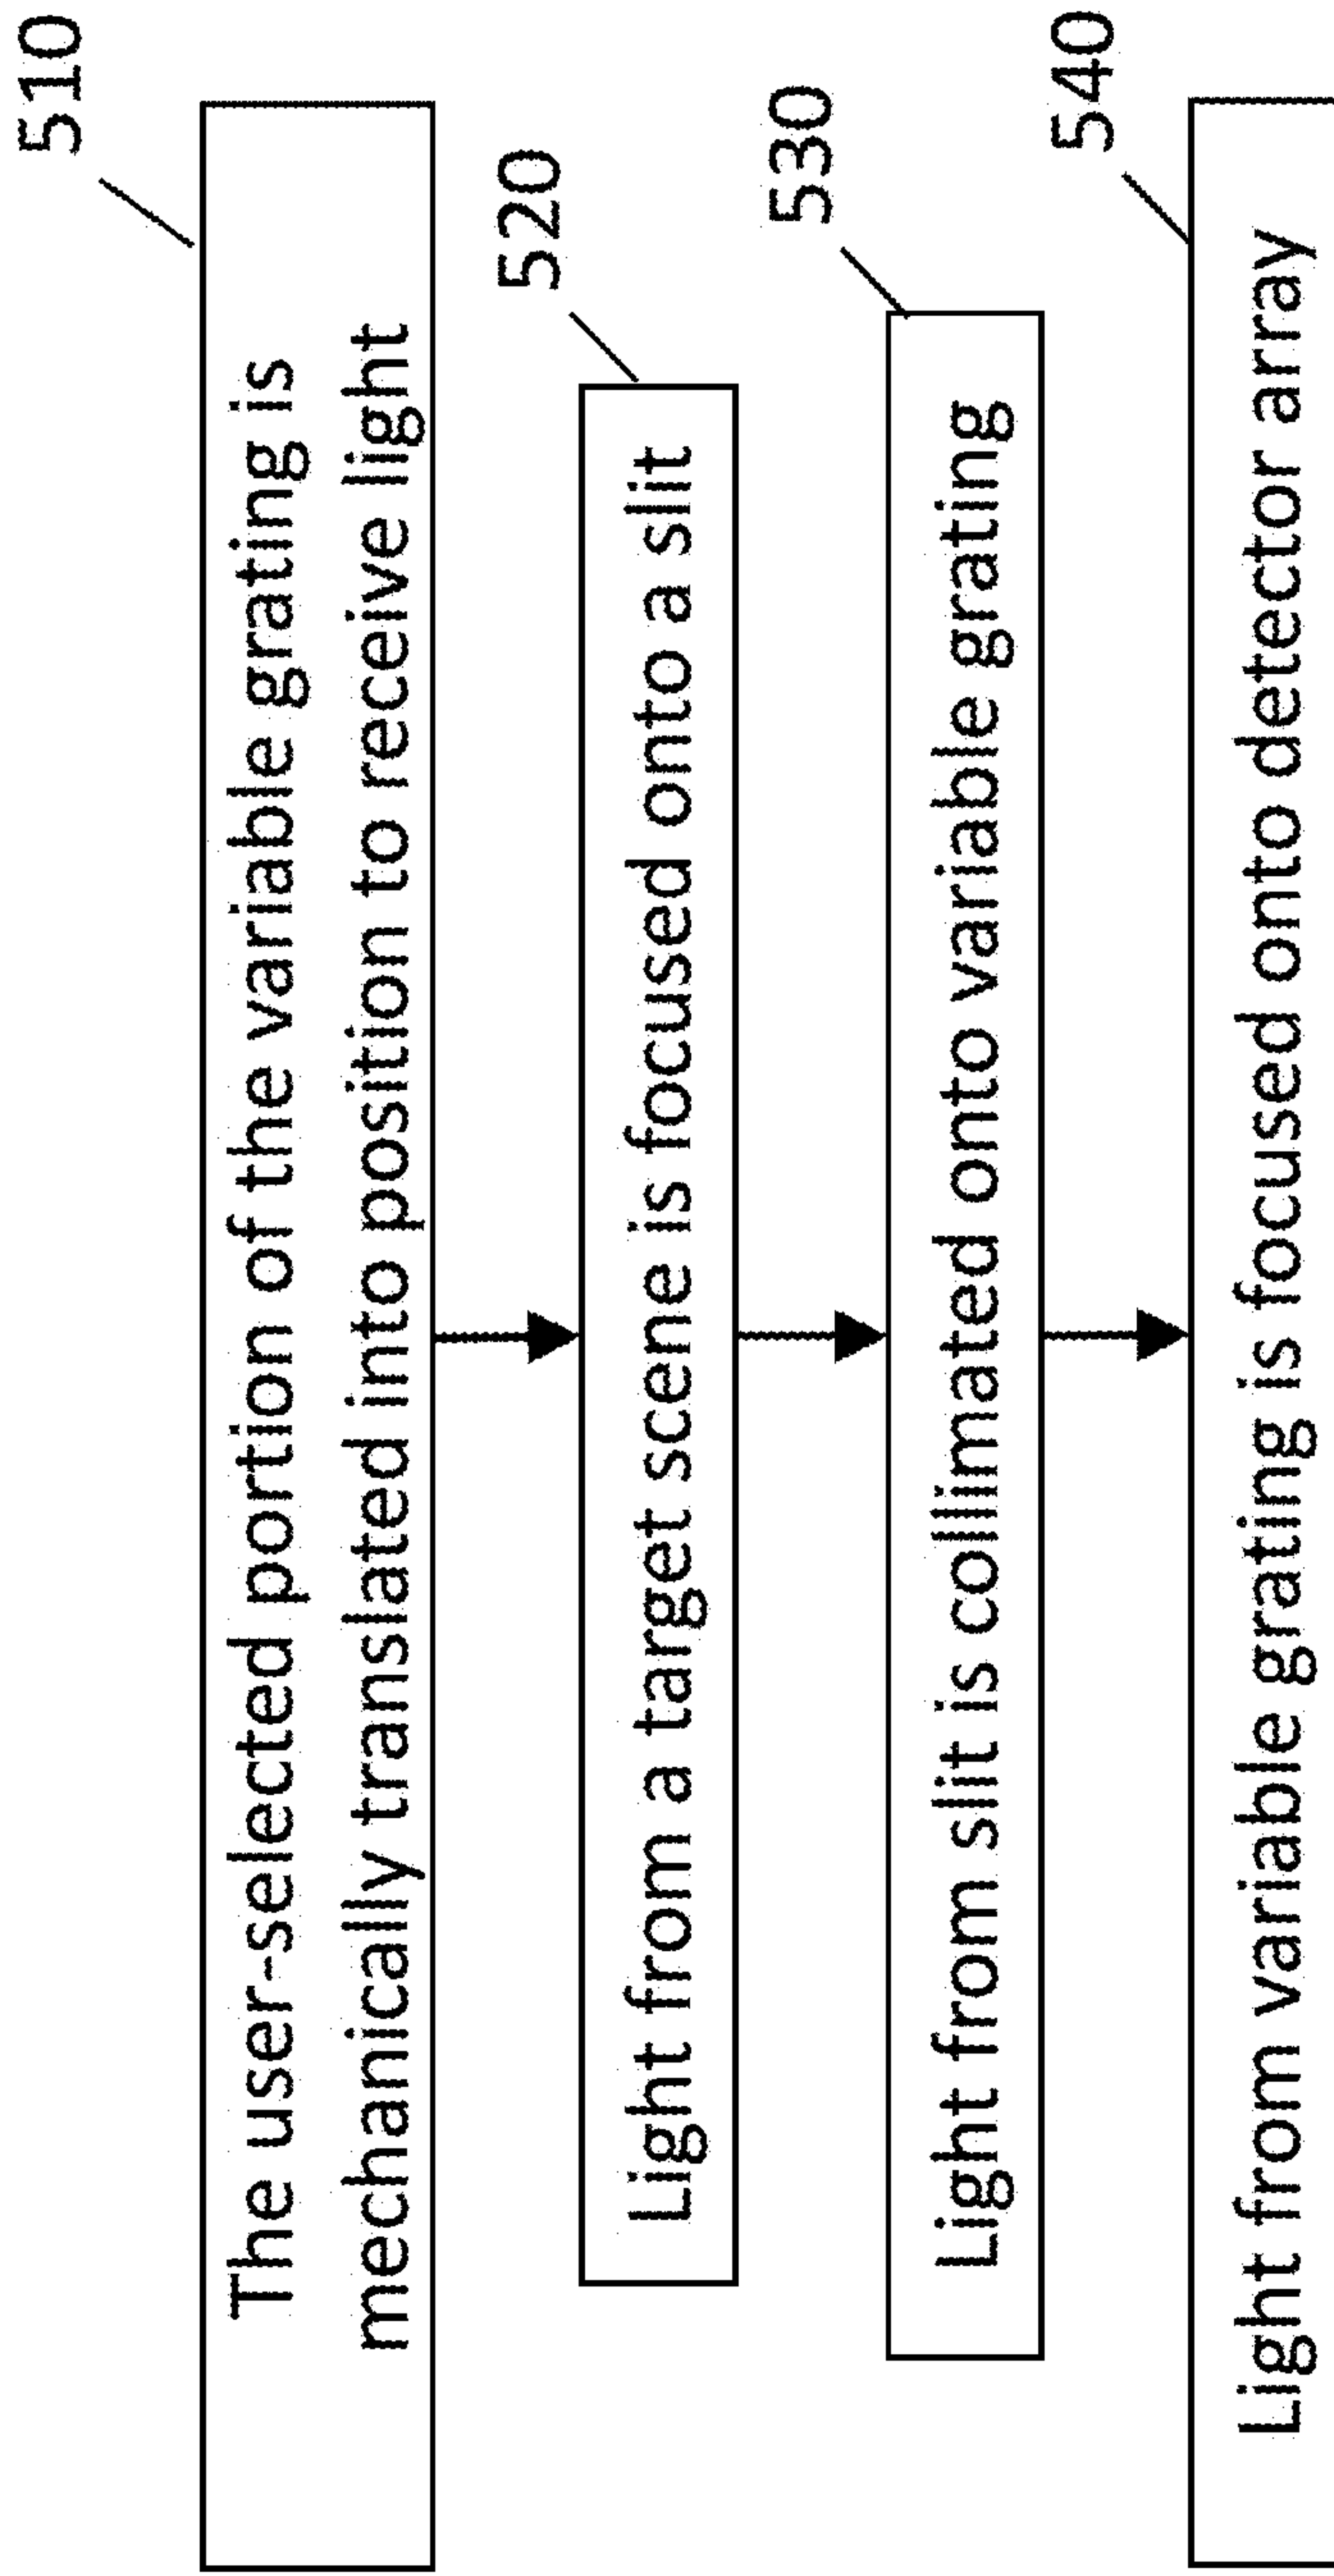 510
The user-selected portion of the variable grating is
mechanically translated into position to receive light
520
Light from a target scene is focused onto a slit
530
Light from slit is collimated onto variable grating
540
Light from variable grating is focused onto detector array